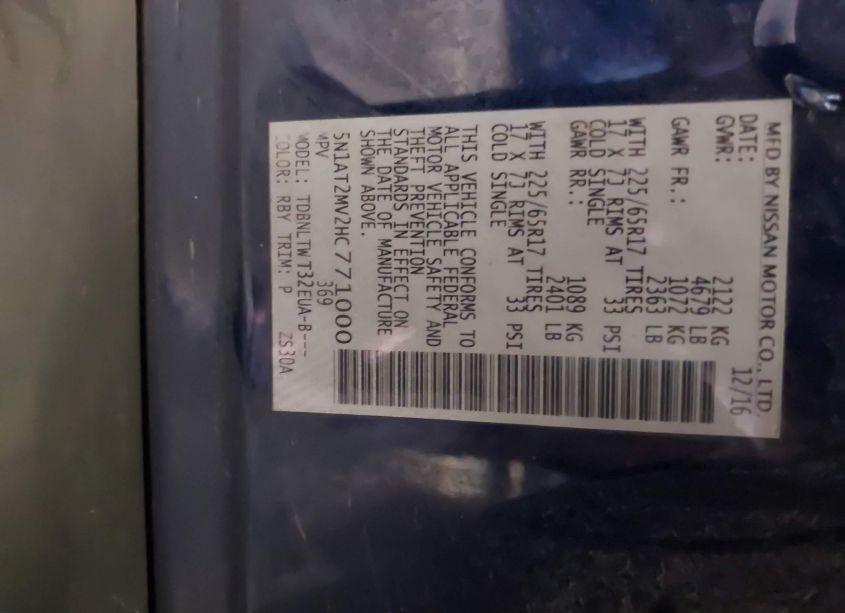 MFD BY NISSAN MOTOR CO., LTD.
DATE: 12/16
GVWR: 2122 KG
4679 LB
GAWR FR.: 1072 KG
2363 LB
WITH 225/65R17 TIRES
17 X 7J RIMS AT 33 PSI
COLD SINGLE
GAWR RR.: 1089 KG
2401 LB
WITH 225/65R17 TIRES
17 X 7J RIMS AT 33 PSI
COLD SINGLE
THIS VEHICLE CONFORMS TO
ALL APPLICABLE FEDERAL
MOTOR VEHICLE SAFETY AND
THEFT PREVENTION
STANDARDS IN EFFECT ON
THE DATE OF MANUFACTURE
SHOWN ABOVE.
5N1AT2MV2HC771000
MPV 369
MODEL: TDBNLTWT32EUA-B---
COLOR: RBY TRIM: P 2S30A